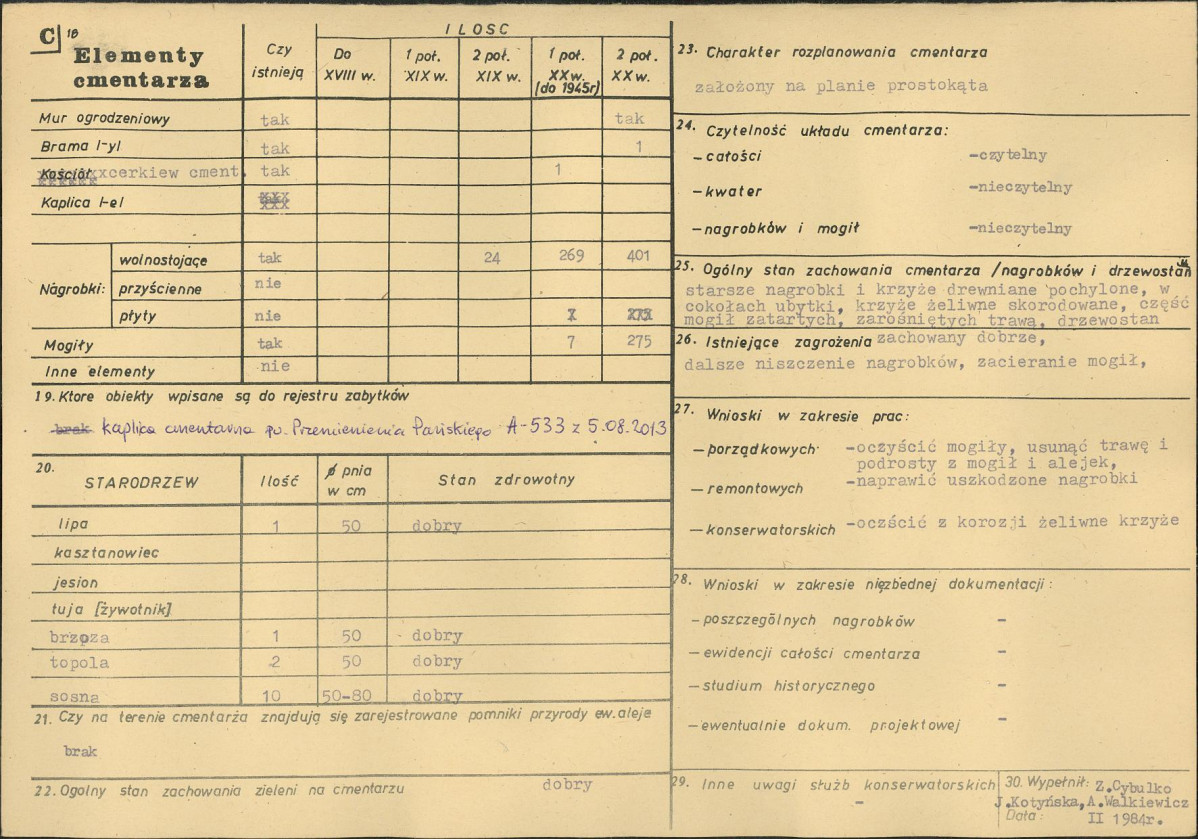 C 18 Elementy cmentarza
Czy istnieją
ILOSC
Do XVIII w.
1 poł. XIX w.
2 poł. XIX w.
1 poł. XX w. (do 1945r)
2 poł. XX w.
Mur ogrodzeniowy tak tak
Brama I-yl tak 1
Kościół xxcerkiew cment. tak 1
Kaplica I-el
Nagrobki:
wolnostojące tak 24 269 401
przyścienne nie
płyty nie
Mogiły tak 7 275
Inne elementy nie
19. Ktore obiekty wpisane są do rejestru zabytków
brak kaplica cmentarna pw. Przemienienia Pańskiego A-533 z 5.08.2013
20. STARODRZEW Ilość ϕ pnia w cm Stan zdrowotny
lipa 1 50 dobry
kasztanowiec
jesion
tuja [żywotnik]
brzoza 1 50 dobry
topola 2 50 dobry
sosna 10 50-80 dobry
21. Czy na terenie cmentarza znajdują się zarejestrowane pomniki przyrody ew. aleje
brak
22. Ogolny stan zachowania zieleni na cmentarzu dobry
23. Charakter rozplanowania cmentarza
założony na planie prostokąta
24. Czytelność układu cmentarza:
- całości -czytelny
- kwater -nieczytelny
- nagrobków i mogił -nieczytelny
25. Ogólny stan zachowania cmentarza /nagrobków i drzewostan
starsze nagrobki i krzyże drewniane pochylone, w
cokołach ubytki, krzyże żeliwne skorodowane, część
mogił zatartych, zarośniętych trawą, drzewostan
26. Istniejące zagrożenia zachowany dobrze,
dalsze niszczenie nagrobków, zacieranie mogił,
27. Wnioski w zakresie prac:
- porządkowych -oczyścić mogiły, usunąć trawę i
podrosty z mogił i alejek,
- remontowych -naprawić uszkodzone nagrobki
- konserwatorskich -oczścić z korozji żeliwne krzyże
28. Wnioski w zakresie niezbędnej dokumentacji:
- poszczególnych nagrobków -
- ewidencji całości cmentarza -
- studium historycznego -
- ewentualnie dokum. projektowej -
29. Inne uwagi służb konserwatorskich
-
30. Wypełnił: Z.Cybulko
J.Kotyńska, A.Walkiewicz
Data: II 1984r.